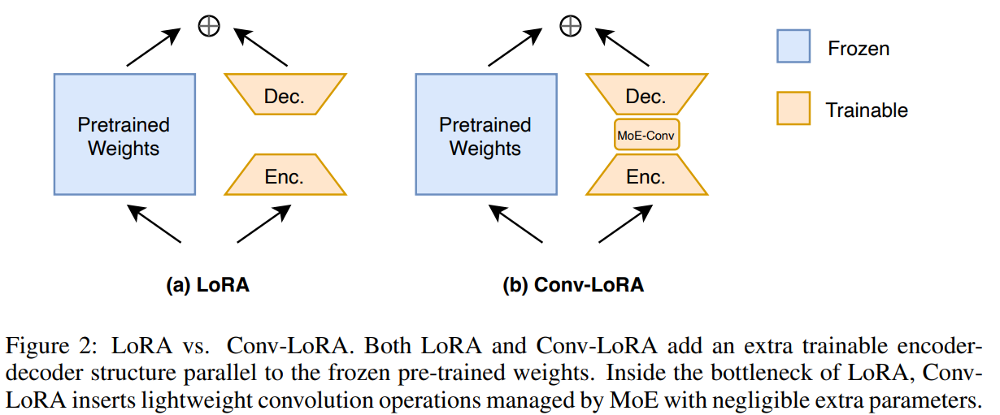 Pretrained
Weights
Dec.
Enc.
(a) LoRA
Pretrained
Weights
Dec.
MoE-Conv
Enc.
(b) Conv-LoRA
Frozen
Trainable
Figure 2: LoRA vs. Conv-LoRA. Both LoRA and Conv-LoRA add an extra trainable encoder-
decoder structure parallel to the frozen pre-trained weights. Inside the bottleneck of LoRA, Conv-
LoRA inserts lightweight convolution operations managed by MoE with negligible extra parameters.